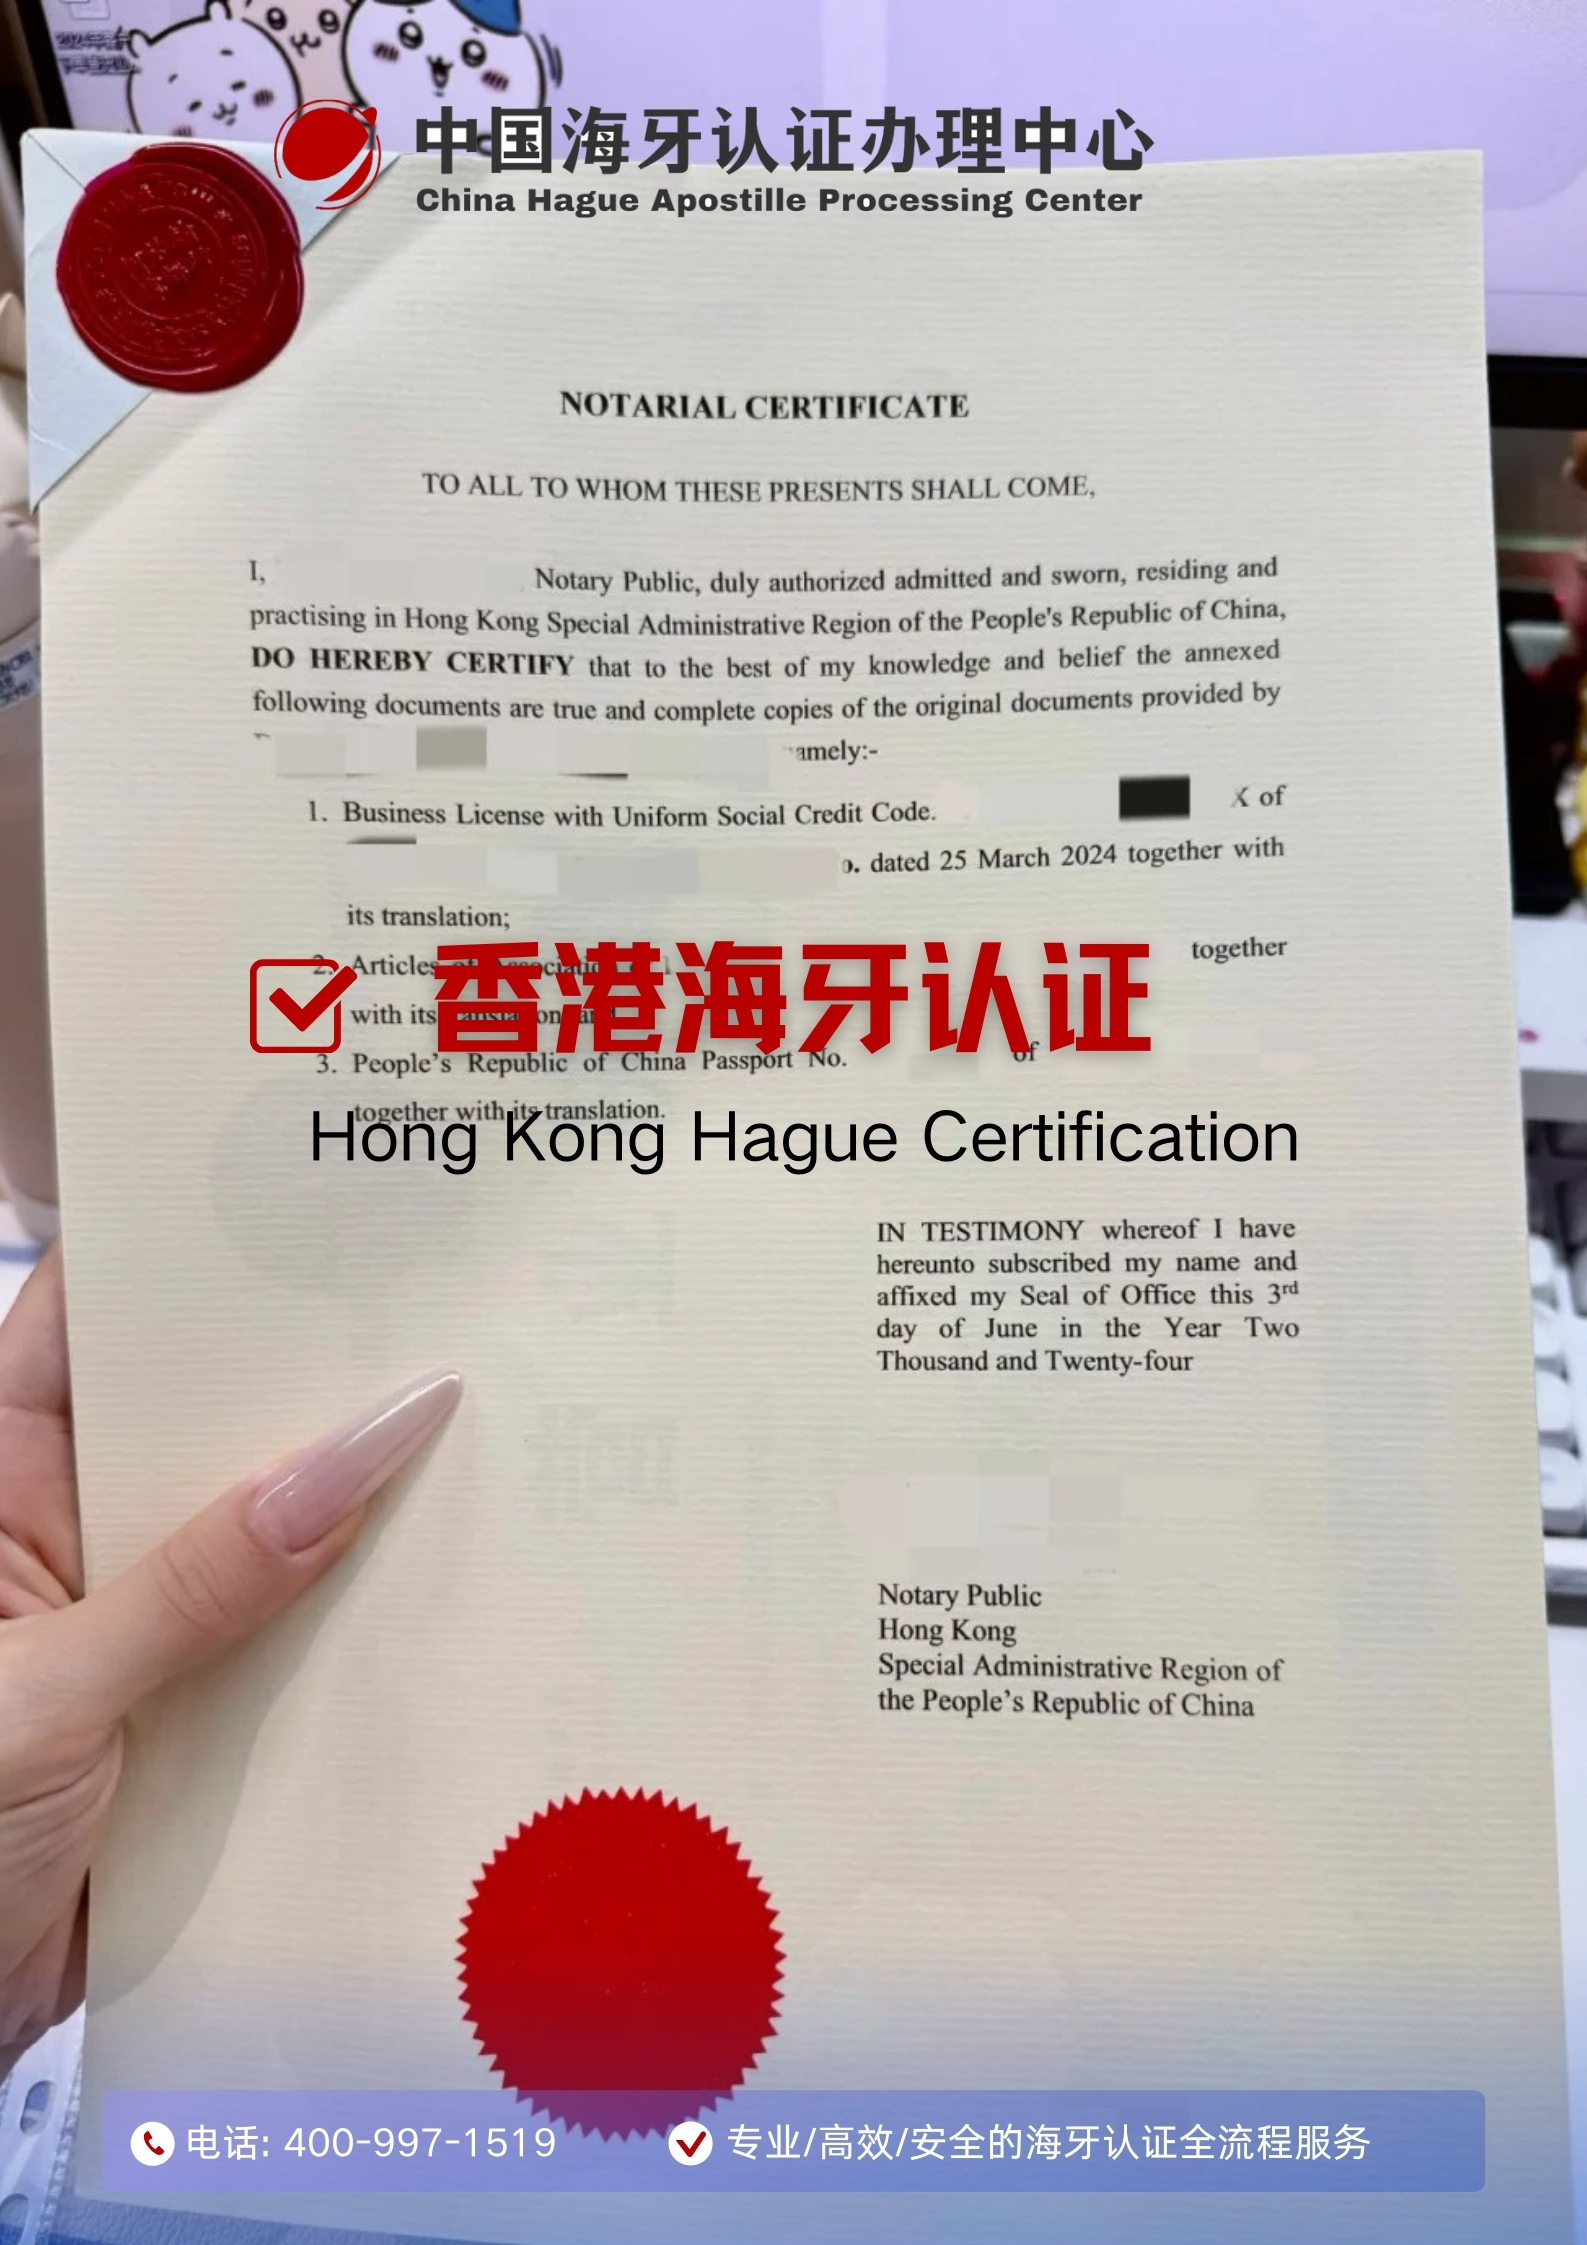 中国海牙认证办理中心
China Hague Apostille Processing Center
NOTARIAL CERTIFICATE
TO ALL TO WHOM THESE PRESENTS SHALL COME,
I, Notary Public, duly authorized admitted and sworn, residing and
practising in Hong Kong Special Administrative Region of the People's Republic of China,
DO HEREBY CERTIFY that to the best of my knowledge and belief the annexed
following documents are true and complete copies of the original documents provided by
amely:-
1. Business License with Uniform Social Credit Code. X of
dated 25 March 2024 together with
its translation;
2. Articles of Association together
with its translation and
香港海牙认证
3. People's Republic of China Passport No. of
together with its translation.
Hong Kong Hague Certification
IN TESTIMONY whereof I have
hereunto subscribed my name and
affixed my Seal of Office this 3rd
day of June in the Year Two
Thousand and Twenty-four
Notary Public
Hong Kong
Special Administrative Region of
the People's Republic of China
电话: 400-997-1519
专业/高效/安全的海牙认证全流程服务